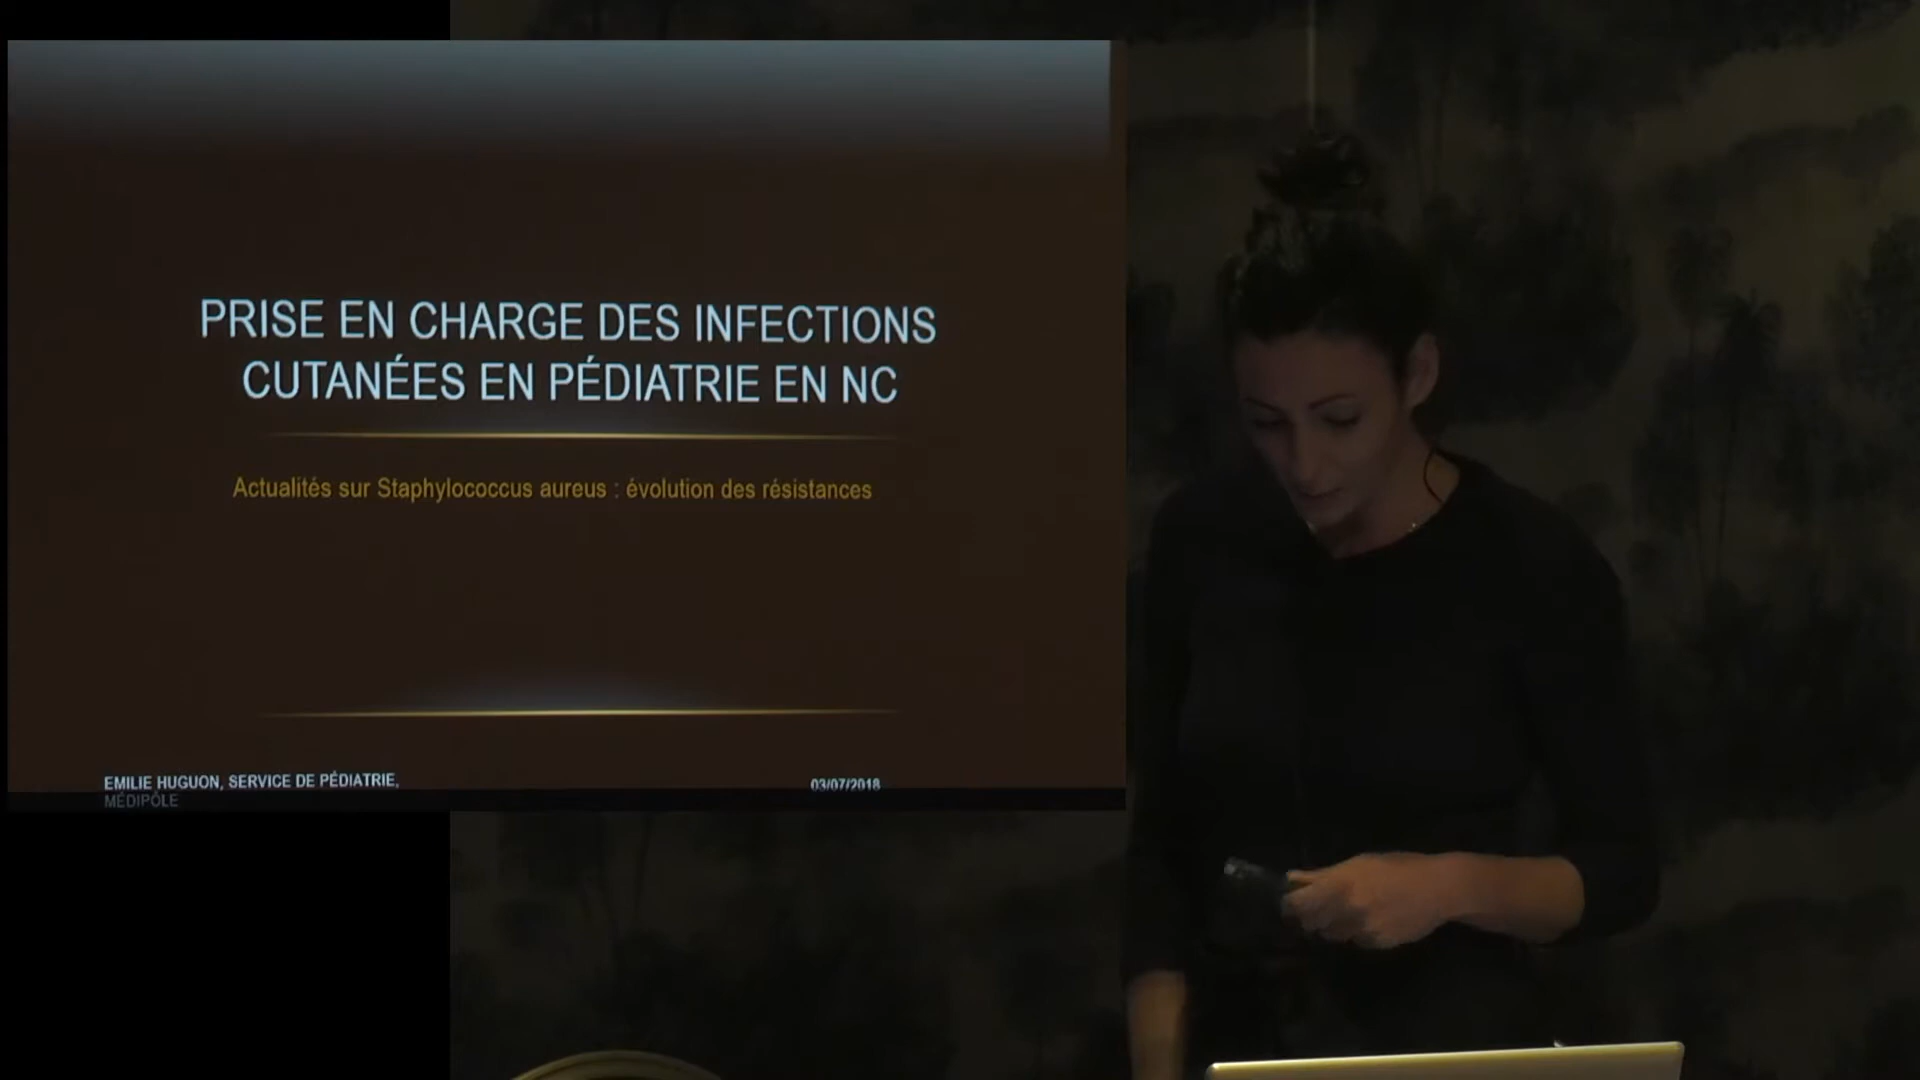 PRISE EN CHARGE DES INFECTIONS
CUTANÉES EN PÉDIATRIE EN NC
Actualités sur Staphylococcus aureus : évolution des résistances
EMILIE HUGUON, SERVICE DE PÉDIATRIE,
MÉDIPÔLE
03/07/2018